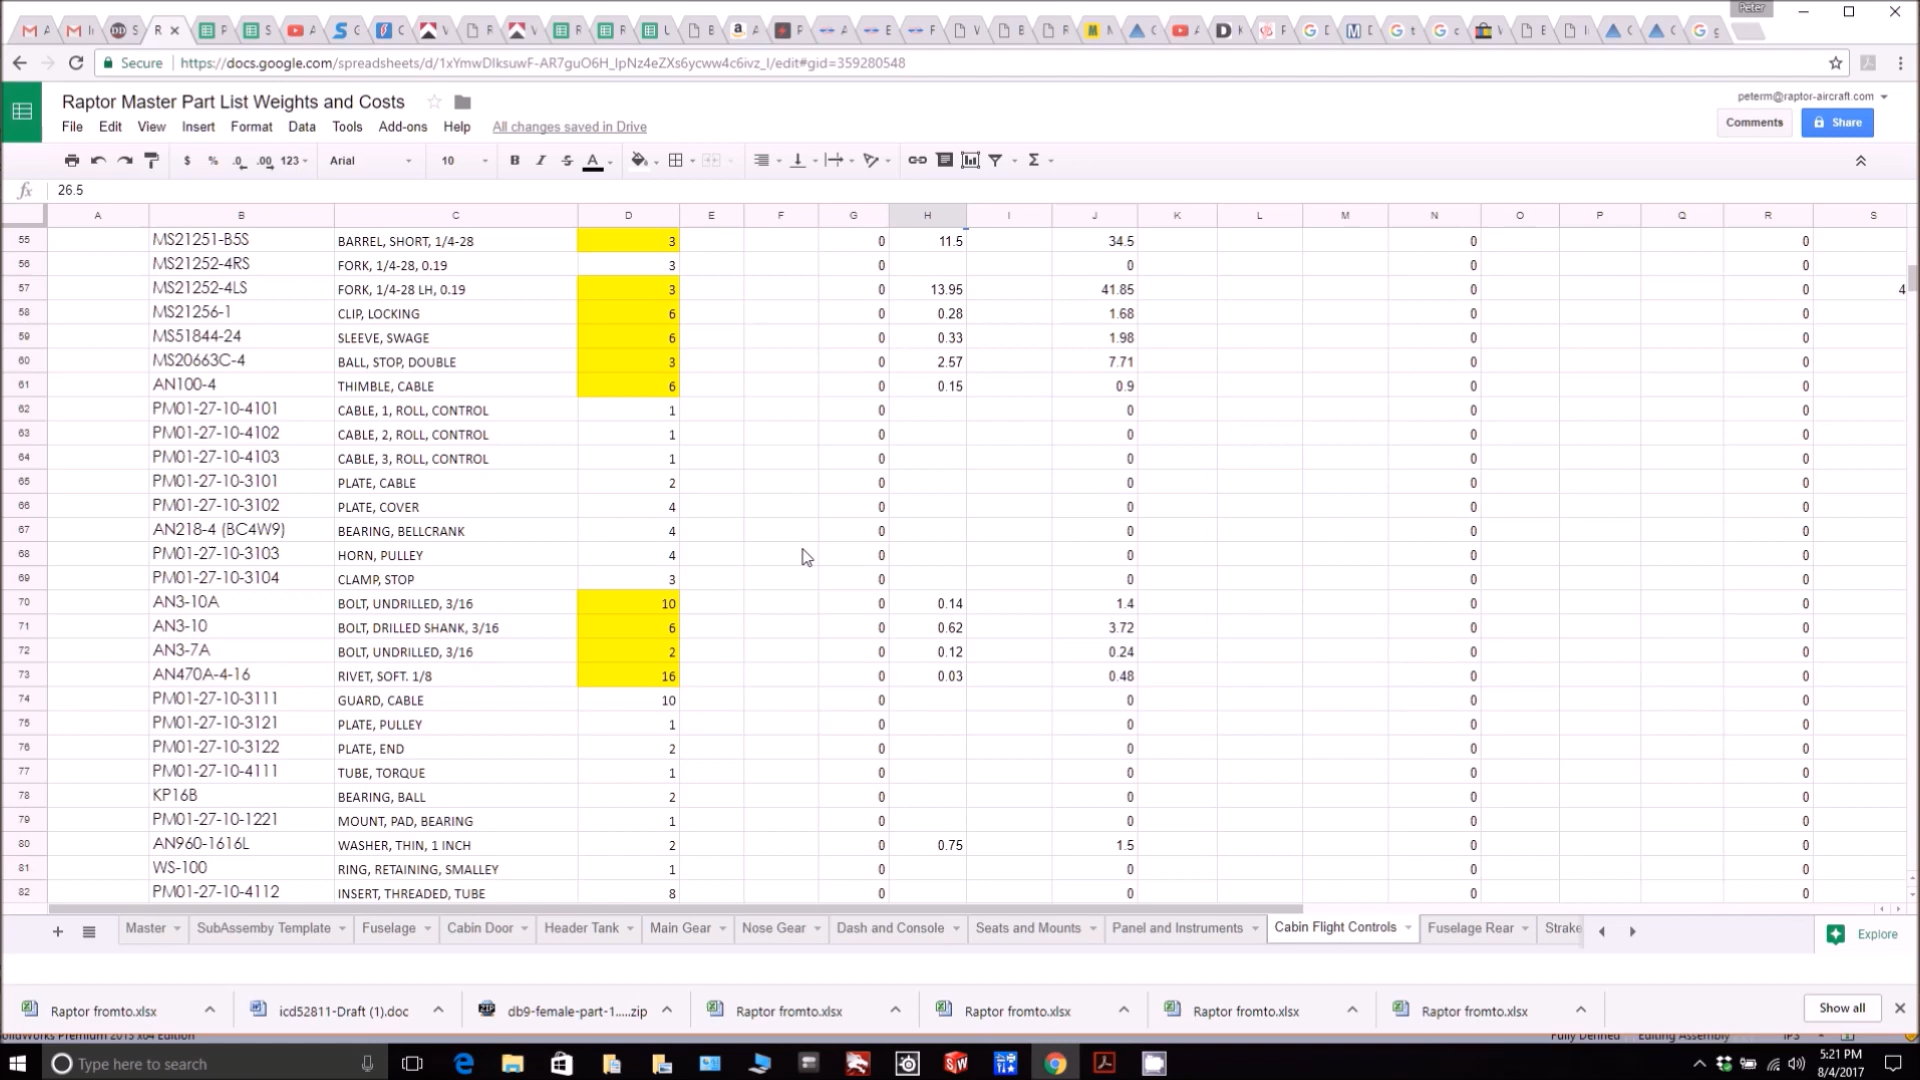 Peter
Secure https://docs.google.com/spreadsheets/d/1xYmwDIksuwF-AR7guO6H_IpNz4eZXs6ycww4c6ivz_I/edit#gid=359280548
Raptor Master Part List Weights and Costs
peterm@raptor-aircraft.com
File Edit View Insert Format Data Tools Add-ons Help All changes saved in Drive
Comments Share
$ % .0 .00 123 Arial 10 B I S A Σ
fx 26.5
A B C D E F G H I J K L M N O P Q R S
55 MS21251-B5S BARREL, SHORT, 1/4-28 3 0 11.5 34.5 0 0
56 MS21252-4RS FORK, 1/4-28, 0.19 3 0 0 0 0
57 MS21252-4LS FORK, 1/4-28 LH, 0.19 3 0 13.95 41.85 0 0 4
58 MS21256-1 CLIP, LOCKING 6 0 0.28 1.68 0 0
59 MS51844-24 SLEEVE, SWAGE 6 0 0.33 1.98 0 0
60 MS20663C-4 BALL, STOP, DOUBLE 3 0 2.57 7.71 0 0
61 AN100-4 THIMBLE, CABLE 6 0 0.15 0.9 0 0
62 PM01-27-10-4101 CABLE, 1, ROLL, CONTROL 1 0 0 0 0
63 PM01-27-10-4102 CABLE, 2, ROLL, CONTROL 1 0 0 0 0
64 PM01-27-10-4103 CABLE, 3, ROLL, CONTROL 1 0 0 0 0
65 PM01-27-10-3101 PLATE, CABLE 2 0 0 0 0
66 PM01-27-10-3102 PLATE, COVER 4 0 0 0 0
67 AN218-4 (BC4W9) BEARING, BELLCRANK 4 0 0 0 0
68 PM01-27-10-3103 HORN, PULLEY 4 0 0 0 0
69 PM01-27-10-3104 CLAMP, STOP 3 0 0 0 0
70 AN3-10A BOLT, UNDRILLED, 3/16 10 0 0.14 1.4 0 0
71 AN3-10 BOLT, DRILLED SHANK, 3/16 6 0 0.62 3.72 0 0
72 AN3-7A BOLT, UNDRILLED, 3/16 2 0 0.12 0.24 0 0
73 AN470A-4-16 RIVET, SOFT. 1/8 16 0 0.03 0.48 0 0
74 PM01-27-10-3111 GUARD, CABLE 10 0 0 0 0
75 PM01-27-10-3121 PLATE, PULLEY 1 0 0 0 0
76 PM01-27-10-3122 PLATE, END 2 0 0 0 0
77 PM01-27-10-4111 TUBE, TORQUE 1 0 0 0 0
78 KP16B BEARING, BALL 2 0 0 0 0
79 PM01-27-10-1221 MOUNT, PAD, BEARING 1 0 0 0 0
80 AN960-1616L WASHER, THIN, 1 INCH 2 0 0.75 1.5 0 0
81 WS-100 RING, RETAINING, SMALLEY 1 0 0 0 0
82 PM01-27-10-4112 INSERT, THREADED, TUBE 8 0 0 0 0
Master SubAssemby Template Fuselage Cabin Door Header Tank Main Gear Nose Gear Dash and Console Seats and Mounts Panel and Instruments Cabin Flight Controls Fuselage Rear Strake Explore
Raptor fromto.xlsx icd52811-Draft (1).doc db9-female-part-1.....zip Raptor fromto.xlsx Raptor fromto.xlsx Raptor fromto.xlsx Raptor fromto.xlsx Show all
Fully Defined Editing Assembly IPS
Type here to search
5:21 PM
8/4/2017